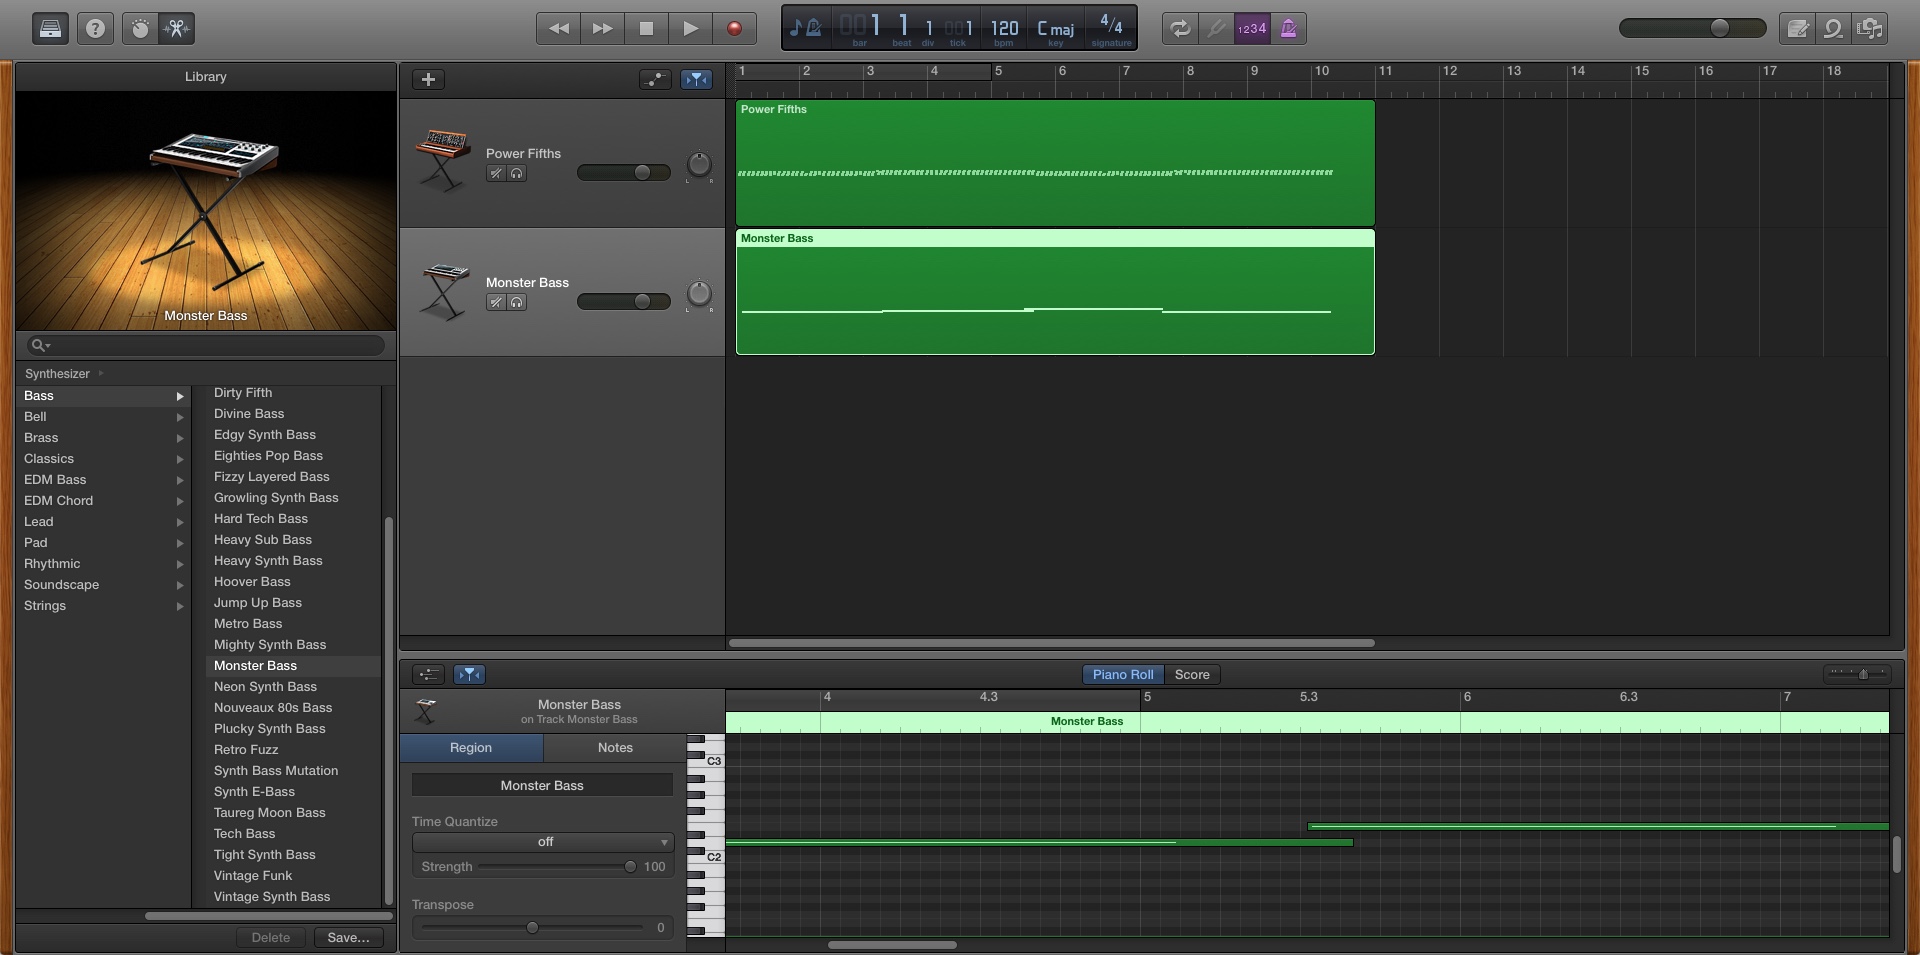 1 1 1 1 120 C maj 4/4
bar beat div tick bpm key signature
1234
Library
Monster Bass
Synthesizer
Bass
Bell
Brass
Classics
EDM Bass
EDM Chord
Lead
Pad
Rhythmic
Soundscape
Strings
Dirty Fifth
Divine Bass
Edgy Synth Bass
Eighties Pop Bass
Fizzy Layered Bass
Growling Synth Bass
Hard Tech Bass
Heavy Sub Bass
Heavy Synth Bass
Hoover Bass
Jump Up Bass
Metro Bass
Mighty Synth Bass
Monster Bass
Neon Synth Bass
Nouveaux 80s Bass
Plucky Synth Bass
Retro Fuzz
Synth Bass Mutation
Synth E-Bass
Taureg Moon Bass
Tech Bass
Tight Synth Bass
Vintage Funk
Vintage Synth Bass
Delete Save...
1 2 3 4 5 6 7 8 9 10 11 12 13 14 15 16 17 18
Power Fifths
L R
Power Fifths
Monster Bass
L R
Monster Bass
Piano Roll Score
Monster Bass
on Track Monster Bass
4 4.3 5 5.3 6 6.3 7
Monster Bass
Region Notes
Monster Bass
Time Quantize
off
Strength 100
Transpose
0
C3
C2